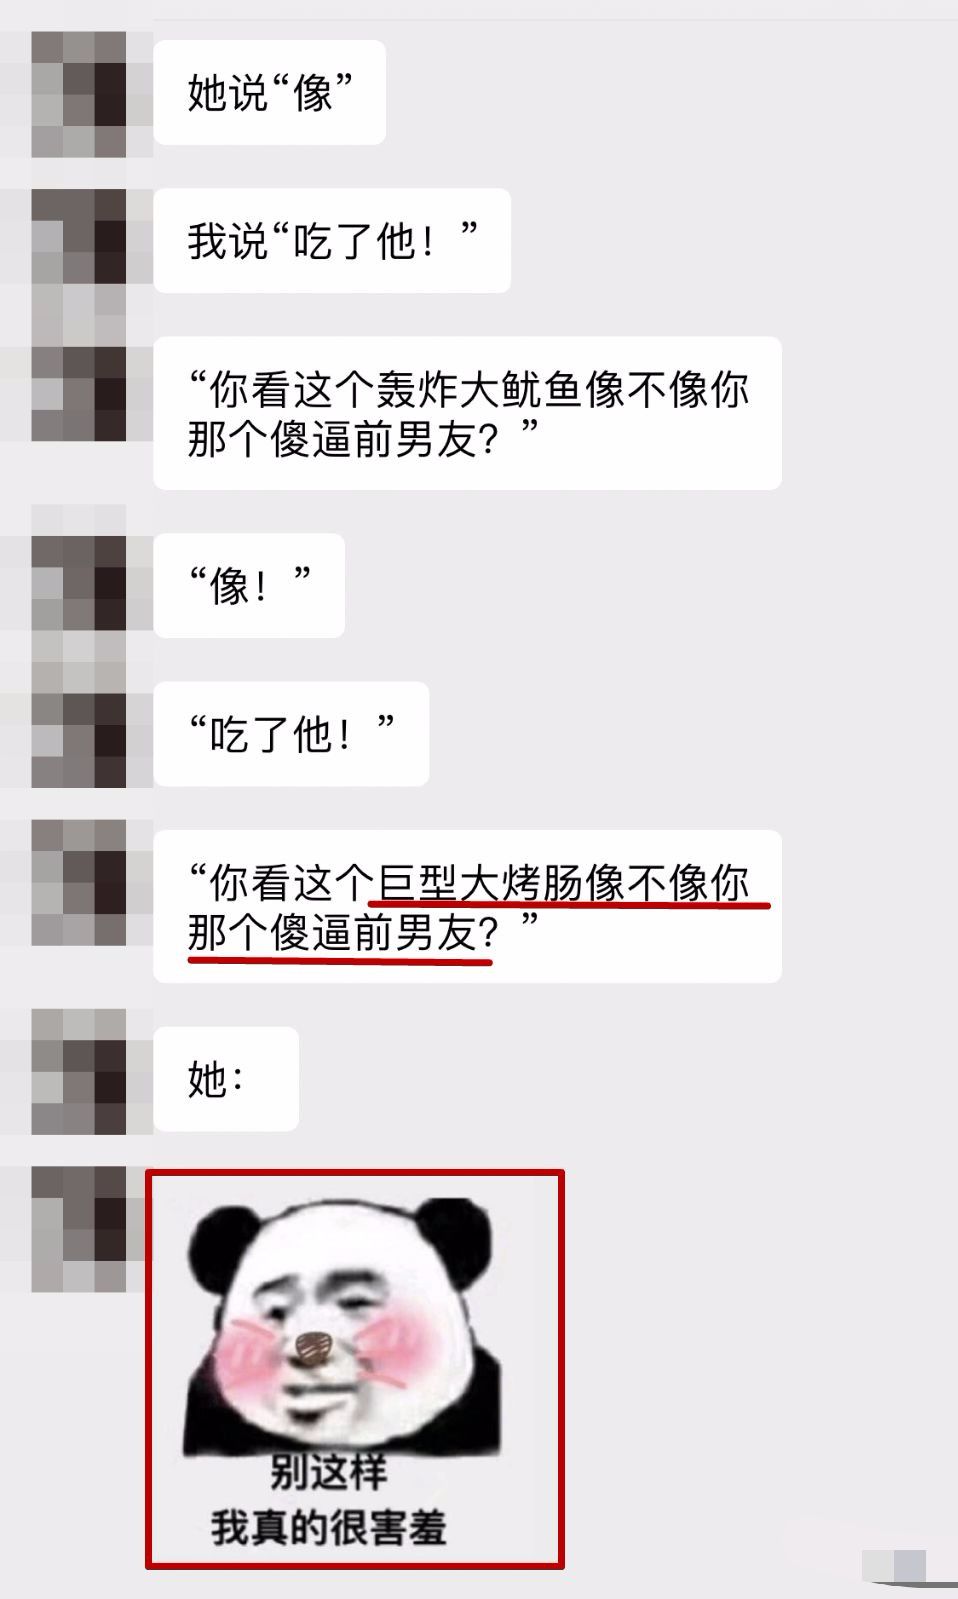 她说“像”
我说“吃了他！”
“你看这个轰炸大鱿鱼像不像你
那个傻逼前男友？”
“像！”
“吃了他！”
“你看这个巨型大烤肠像不像你
那个傻逼前男友？”
她：
别这样
我真的很害羞